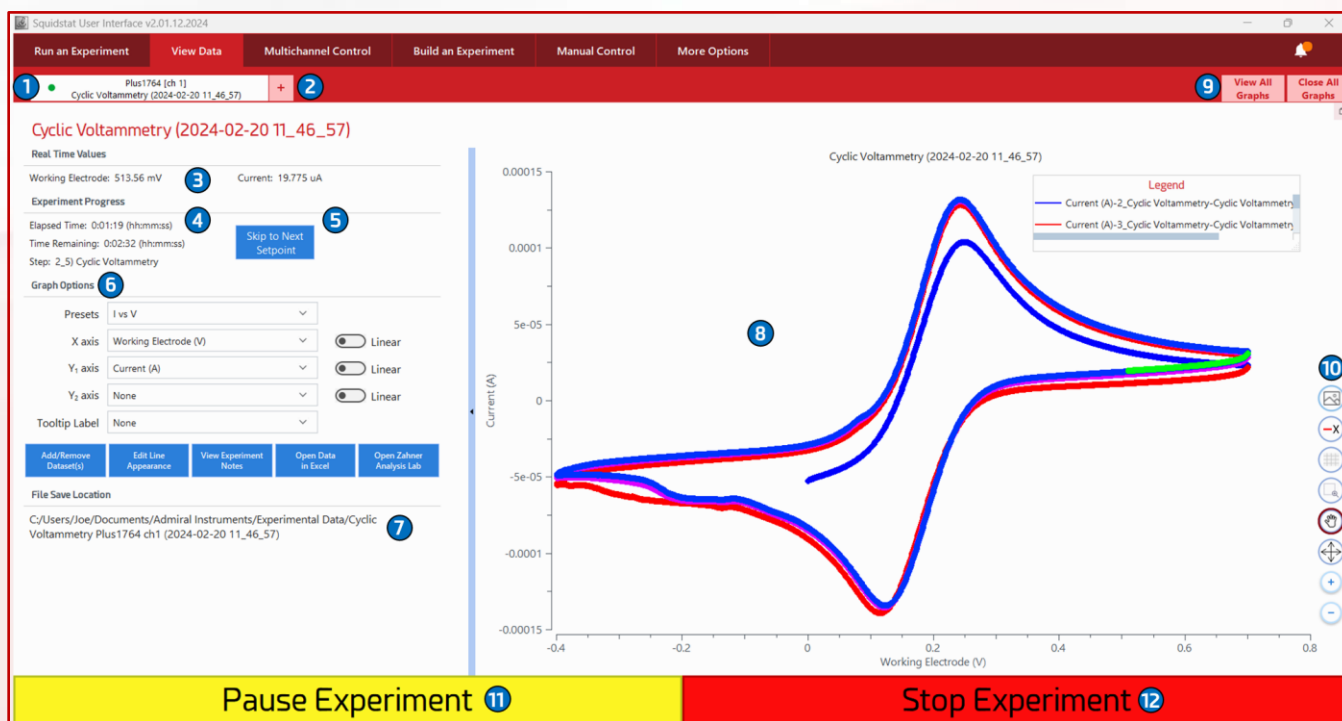 Squidstat User Interface v2.01.12.2024
Run an Experiment
View Data
Multichannel Control
Build an Experiment
Manual Control
More Options
1
Plus1764 [ch 1]
Cyclic Voltammetry (2024-02-20 11_46_57)
+
2
9
View All
Graphs
Close All
Graphs
Cyclic Voltammetry (2024-02-20 11_46_57)
Real Time Values
Working Electrode: 513.56 mV
3
Current: 19.775 uA
Experiment Progress
Elapsed Time: 0:01:19 (hh:mm:ss)
4
5
Time Remaining: 0:02:32 (hh:mm:ss)
Skip to Next
Setpoint
Step: 2_5) Cyclic Voltammetry
Graph Options
6
Presets
I vs V
X axis
Working Electrode (V)
Linear
Y₁ axis
Current (A)
Linear
Y₂ axis
None
Linear
Tooltip Label
None
Add/Remove
Dataset(s)
Edit Line
Appearance
View Experiment
Notes
Open Data
in Excel
Open Zahner
Analysis Lab
File Save Location
C:/Users/Joe/Documents/Admiral Instruments/Experimental Data/Cyclic
Voltammetry Plus1764 ch1 (2024-02-20 11_46_57)
7
Cyclic Voltammetry (2024-02-20 11_46_57)
Legend
Current (A)-2_Cyclic Voltammetry-Cyclic Voltammetry
Current (A)-3_Cyclic Voltammetry-Cyclic Voltammetry
8
Current (A)
0.00015
0.0001
5e-05
0
-5e-05
-0.0001
-0.00015
-0.4
-0.2
0
0.2
0.4
0.6
0.8
Working Electrode (V)
10
X
+
−
Pause Experiment
11
Stop Experiment
12